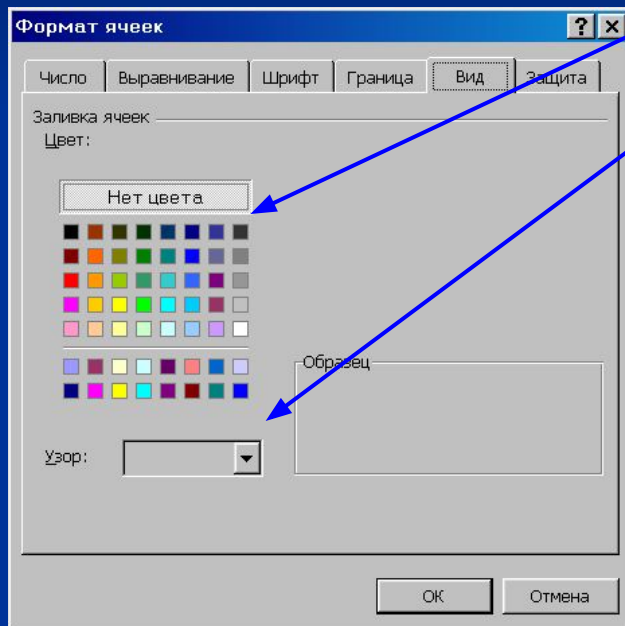 Формат ячеек
Число Выравнивание Шрифт Граница Вид Защита
Заливка ячеек
Цвет:
Нет цвета
Образец
Узор:
ОК Отмена